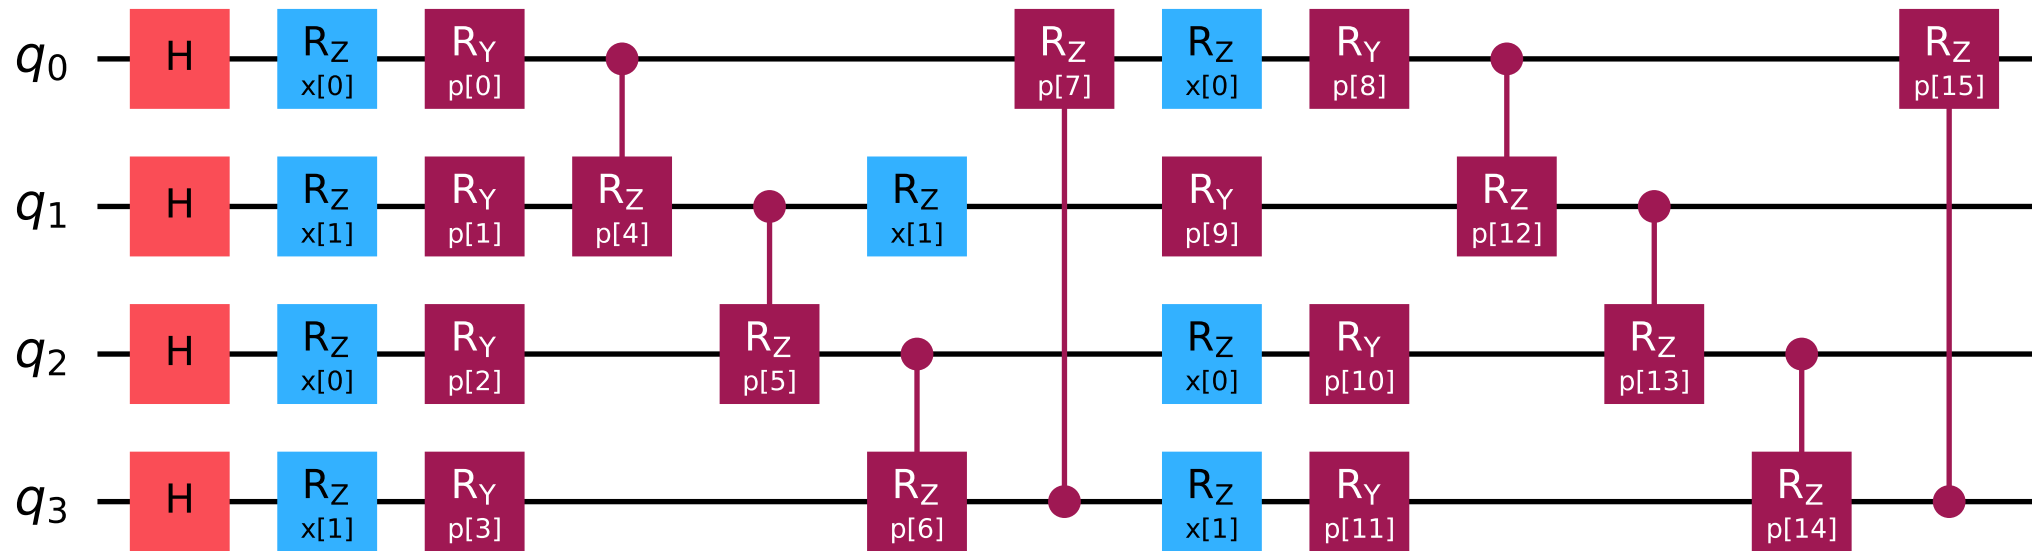 q0 H RZ RY RZ RZ RY RZ
x[0] p[0] p[7] x[0] p[8] p[15]
q1 H RZ RY RZ RZ RY RZ
x[1] p[1] p[4] x[1] p[9] p[12]
q2 H RZ RY RZ RZ RY RZ
x[0] p[2] p[5] x[0] p[10] p[13]
q3 H RZ RY RZ RZ RY RZ
x[1] p[3] p[6] x[1] p[11] p[14]